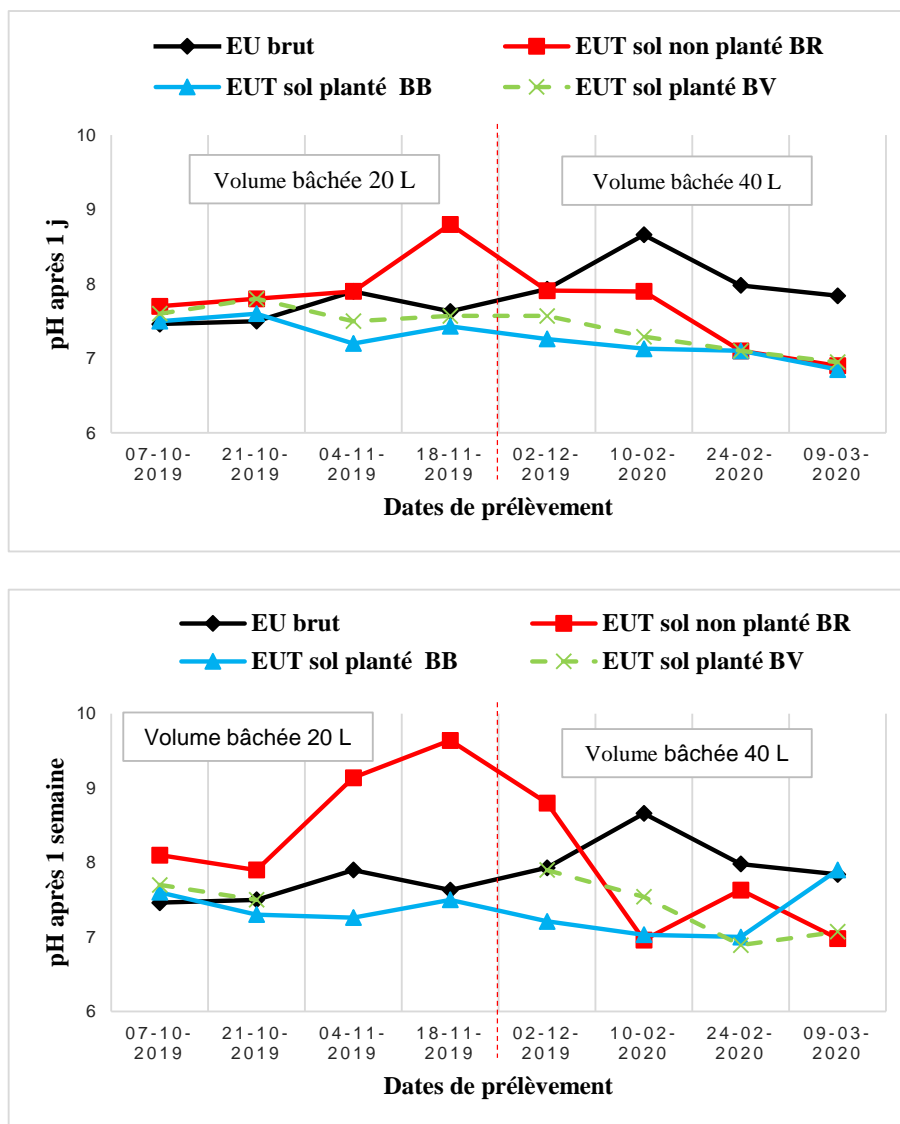 EU brut
EUT sol non planté BR
EUT sol planté  BB
EUT sol planté BV
10
Volume bâchée 20 L
Volume bâchée 40 L
9
8
7
6
pH après 1 j
07-10-2019
21-10-2019
04-11-2019
18-11-2019
02-12-2019
10-02-2020
24-02-2020
09-03-2020
Dates de prélèvement
EU brut
EUT sol non planté BR
EUT sol planté  BB
EUT sol planté BV
10
Volume bâchée 20 L
Volume bâchée 40 L
9
8
7
6
pH après 1 semaine
07-10-2019
21-10-2019
04-11-2019
18-11-2019
02-12-2019
10-02-2020
24-02-2020
09-03-2020
Dates de prélèvement